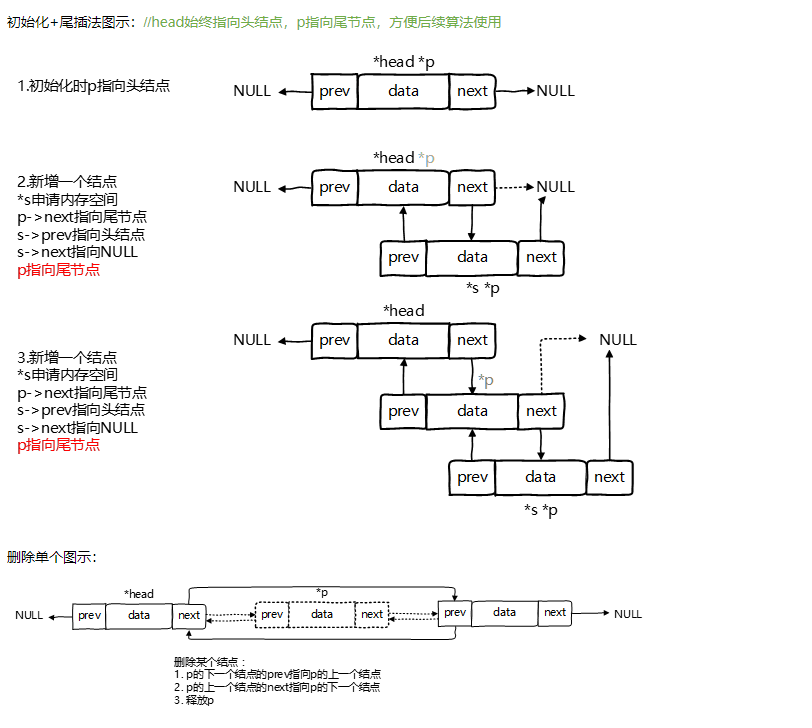 初始化+尾插法图示：//head始终指向头结点，p指向尾节点，方便后续算法使用
*head *p
1.初始化时p指向头结点
NULL prev data next NULL
*head *p
2.新增一个结点
NULL prev data next NULL
*s申请内存空间
p->next指向尾节点
s->prev指向头结点
s->next指向NULL
prev data next
p指向尾节点
*s *p
*head
NULL prev data next NULL
3.新增一个结点
*s申请内存空间
*p
p->next指向尾节点
s->prev指向头结点
prev data next
s->next指向NULL
p指向尾节点
prev data next
*s *p
删除单个图示：
*head *p
NULL prev data next prev data next prev data next NULL
删除某个结点：
1. p的下一个结点的prev指向p的上一个结点
2. p的上一个结点的next指向p的下一个结点
3. 释放p